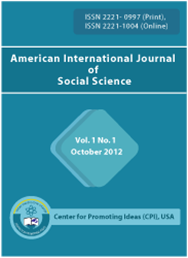 ISSN 2221- 0997 (Print),
ISSN 2221-1004 (Online)
American International Journal
of
Social Science
Vol. 1 No. 1
October 2012
Center for Promoting Ideas (CPI), USA